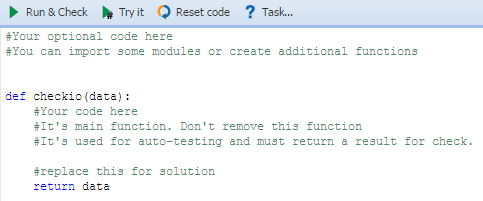 Run & Check Try it Reset code ? Task...
#Your optional code here
#You can import some modules or create additional functions
def checkio(data):
#Your code here
#It's main function. Don't remove this function
#It's used for auto-testing and must return a result for check.
#replace this for solution
return data